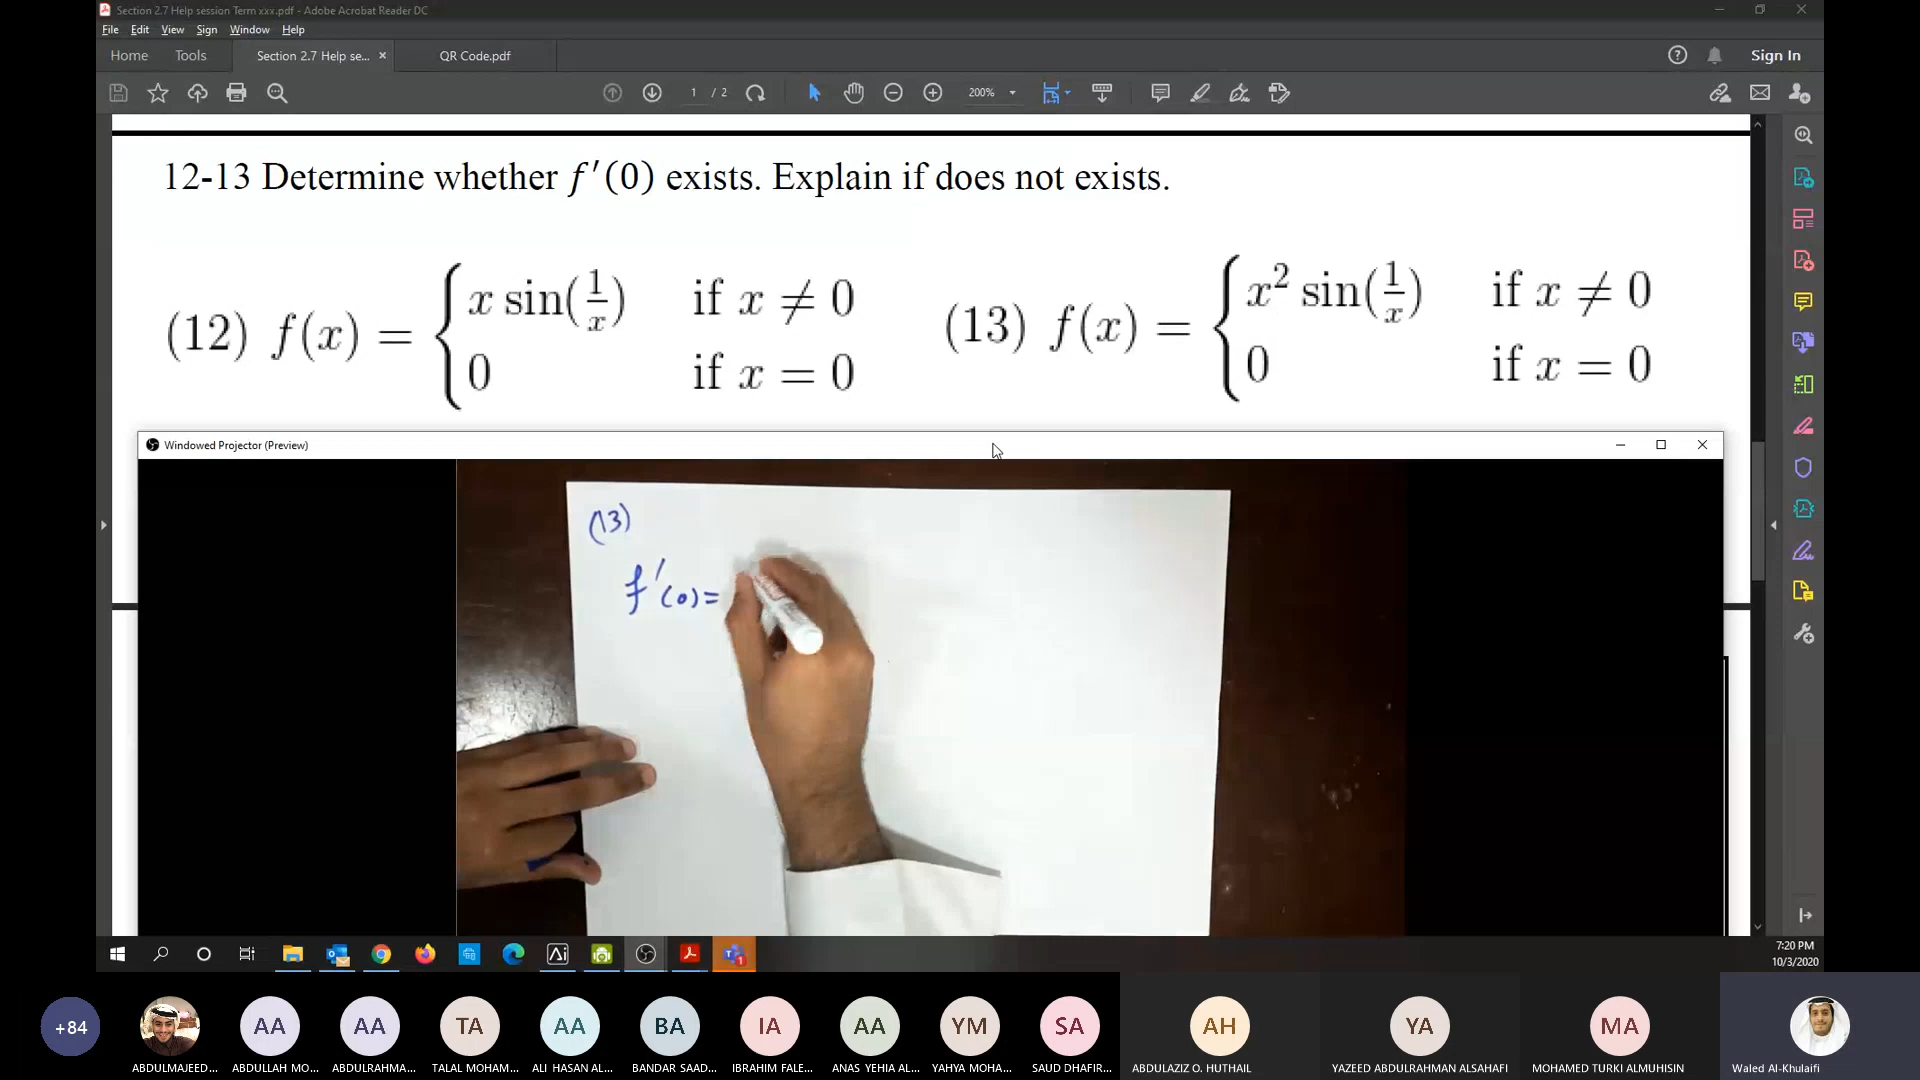 Section 2.7 Help session Term xxx.pdf - Adobe Acrobat Reader DC
File Edit View Sign Window Help
Home Tools Section 2.7 Help se... × QR Code.pdf Sign In
1 / 2 200%
12-13 Determine whether f′(0) exists. Explain if does not exists.
(12) f(x) = { x sin(1/x) if x ≠ 0
0 if x = 0
(13) f(x) = { x² sin(1/x) if x ≠ 0
0 if x = 0
Windowed Projector (Preview)
(13)
f′(0)=
7:20 PM
10/3/2020
+84 AA AA TA AA BA IA AA YM SA AH YA MA
ABDULMAJEED... ABDULLAH MO... ABDULRAHMA... TALAL MOHAM... ALI HASAN AL... BANDAR SAAD... IBRAHIM FALE... ANAS YEHIA AL... YAHYA MOHA... SAUD DHAFIR... ABDULAZIZ O. HUTHAIL YAZEED ABDULRAHMAN ALSAHAFI MOHAMED TURKI ALMUHISIN Waled Al-Khulaifi